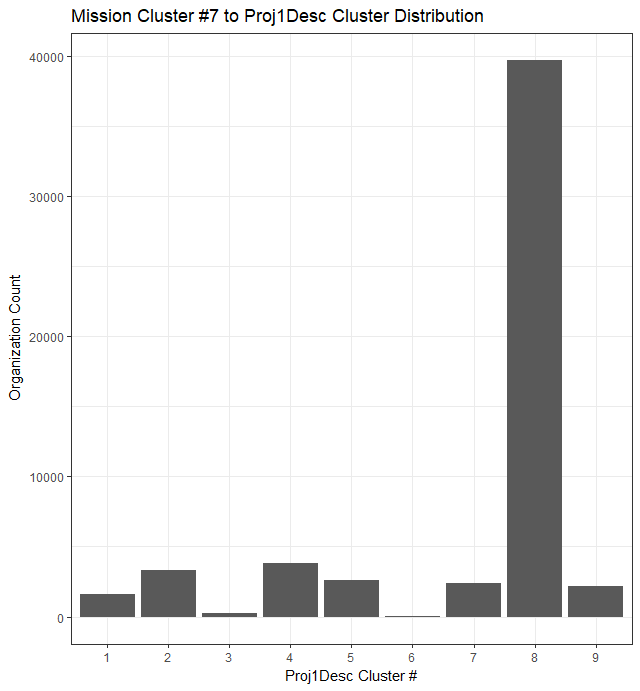 Mission Cluster #7 to Proj1Desc Cluster Distribution
Organization Count
40000
30000
20000
10000
0
1 2 3 4 5 6 7 8 9
Proj1Desc Cluster #